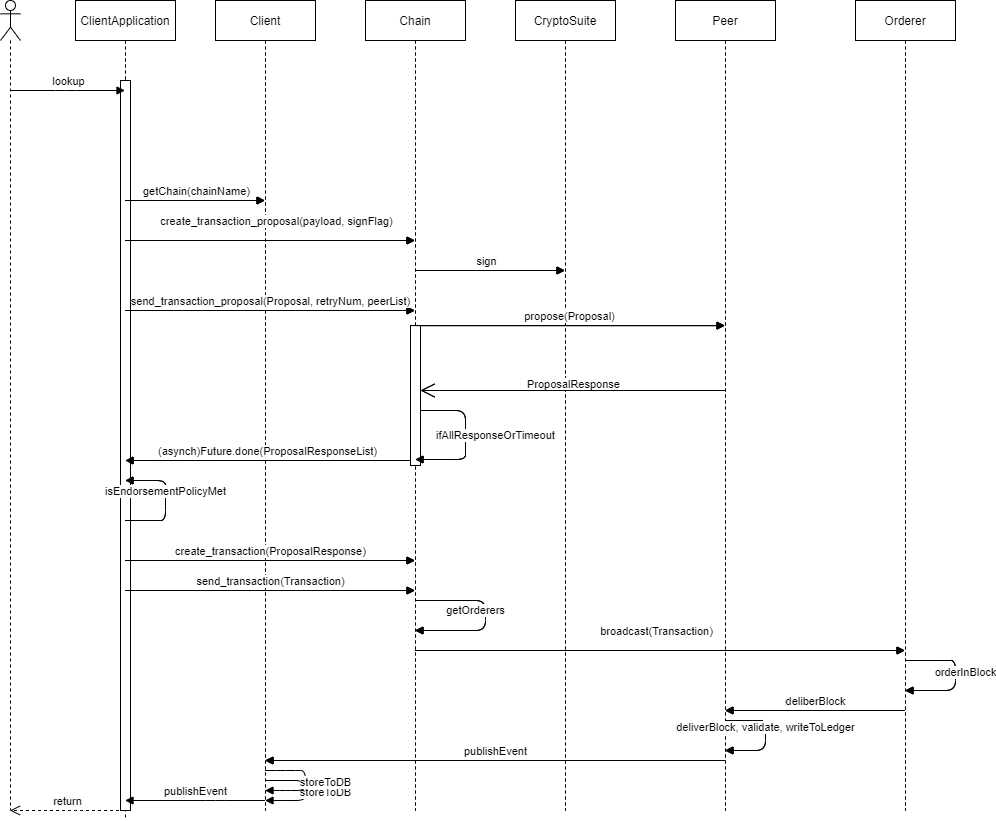 ClientApplication
Client
Chain
CryptoSuite
Peer
Orderer
lookup
getChain(chainName)
create_transaction_proposal(payload, signFlag)
sign
send_transaction_proposal(Proposal, retryNum, peerList)
propose(Proposal)
ProposalResponse
ifAllResponseOrTimeout
(asynch)Future.done(ProposalResponseList)
isEndorsementPolicyMet
create_transaction(ProposalResponse)
send_transaction(Transaction)
getOrderers
broadcast(Transaction)
orderInBlock
deliberBlock
deliverBlock, validate, writeToLedger
publishEvent
storeToDB
storeToDB
publishEvent
return